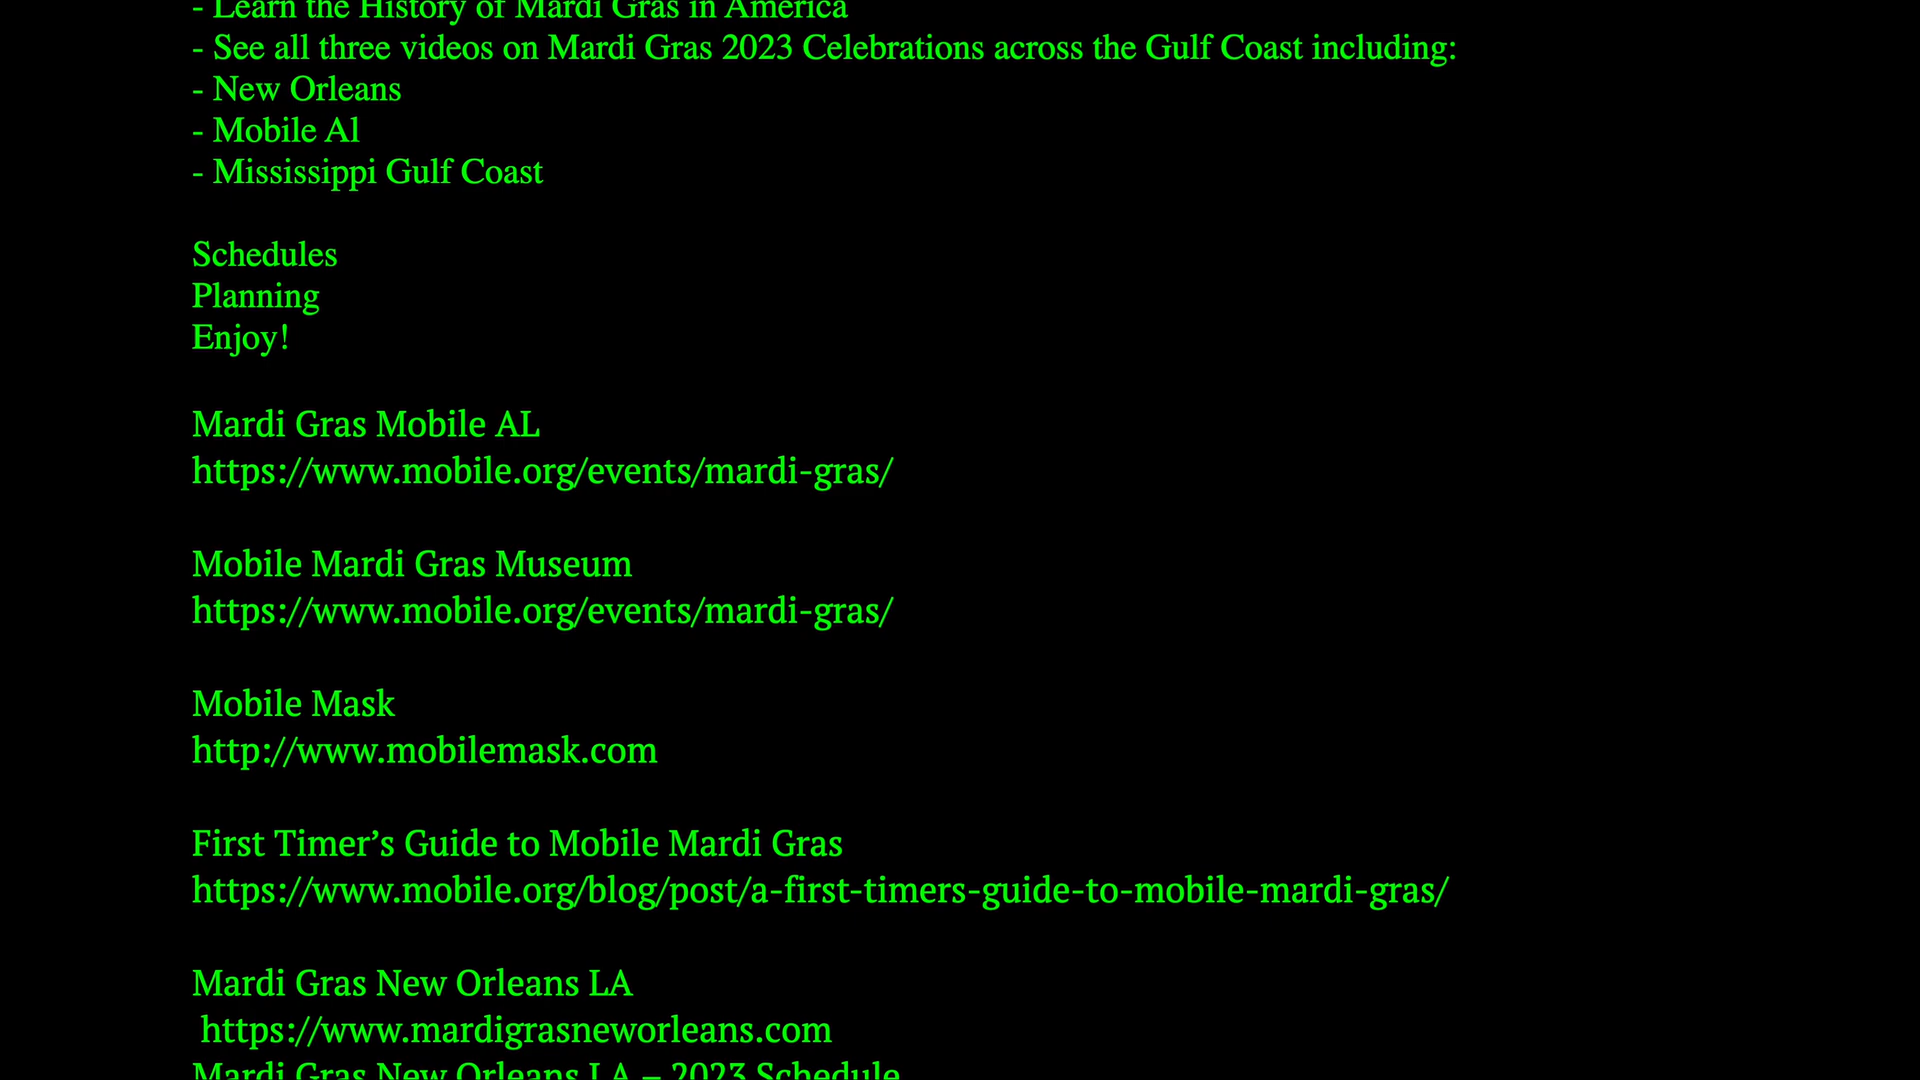 - Learn the History of Mardi Gras in America
- See all three videos on Mardi Gras 2023 Celebrations across the Gulf Coast including:
- New Orleans
- Mobile Al
- Mississippi Gulf Coast
Schedules
Planning
Enjoy!
Mardi Gras Mobile AL
https://www.mobile.org/events/mardi-gras/
Mobile Mardi Gras Museum
https://www.mobile.org/events/mardi-gras/
Mobile Mask
http://www.mobilemask.com
First Timer’s Guide to Mobile Mardi Gras
https://www.mobile.org/blog/post/a-first-timers-guide-to-mobile-mardi-gras/
Mardi Gras New Orleans LA
https://www.mardigrasneworleans.com
Mardi Gras New Orleans LA – 2023 Schedule